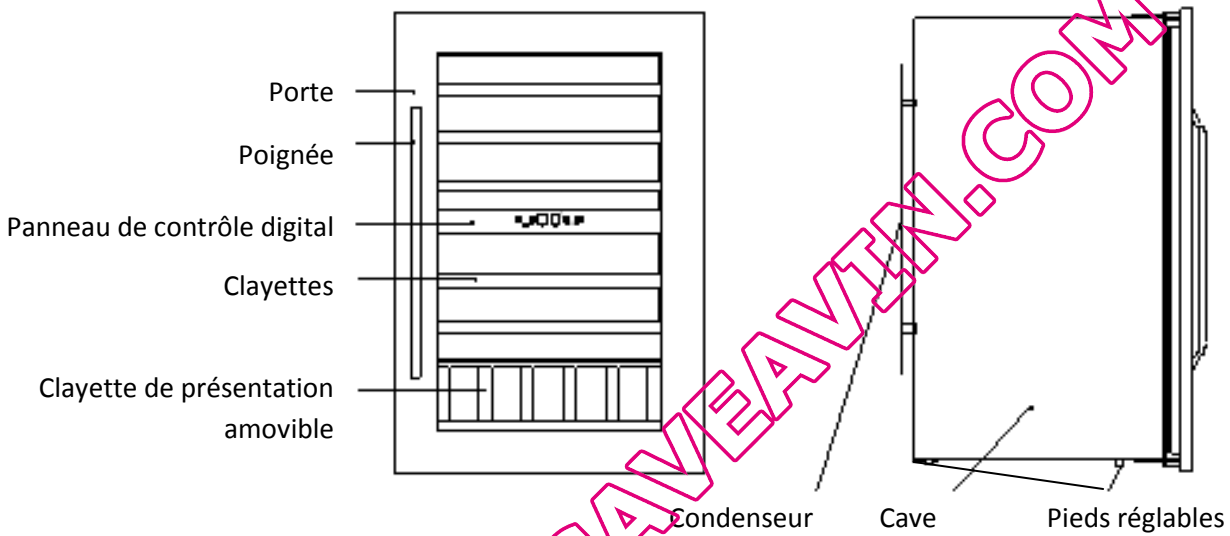 Porte
Poignée
Panneau de contrôle digital
Clayettes
Clayette de présentation
amovible
Condenseur
Cave
Pieds réglables
CAVEAVIN.COM